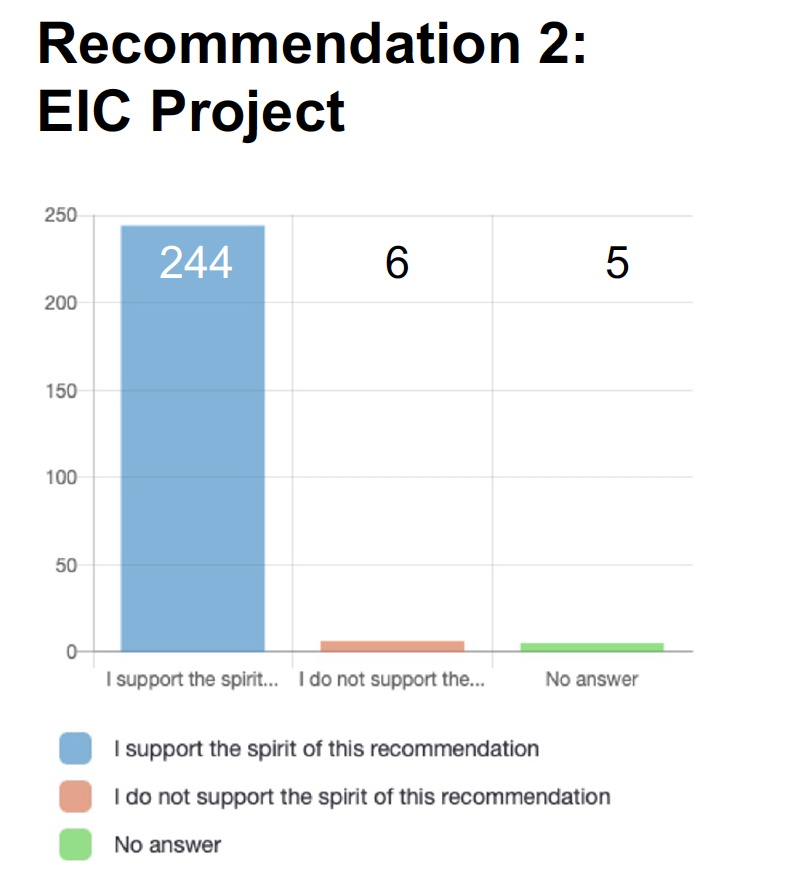 Recommendation 2:
EIC Project
250
244
6
5
200
150
100
50
0
I support the spirit...
I do not support the...
No answer
I support the spirit of this recommendation
I do not support the spirit of this recommendation
No answer